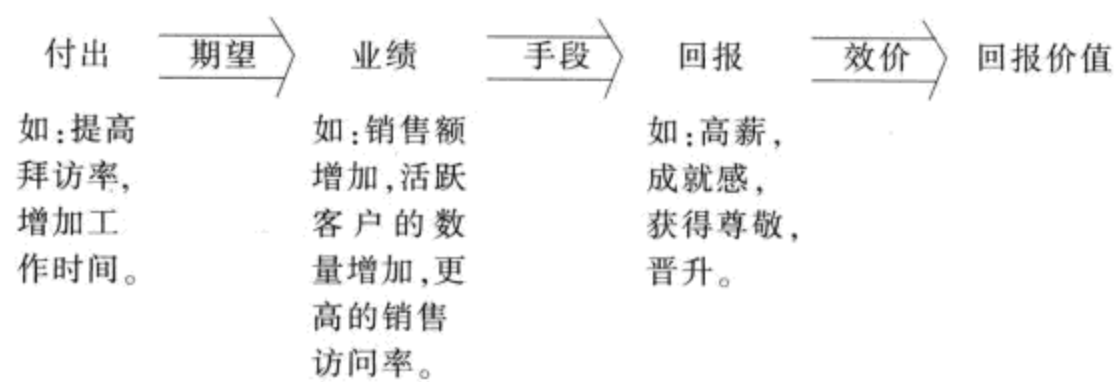 付出 期望 业绩 手段 回报 效价 回报价值
如:提高
拜访率,
增加工
作时间。
如:销售额
增加,活跃
客户的数
量增加,更
高的销售
访问率。
如:高薪,
成就感,
获得尊敬,
晋升。